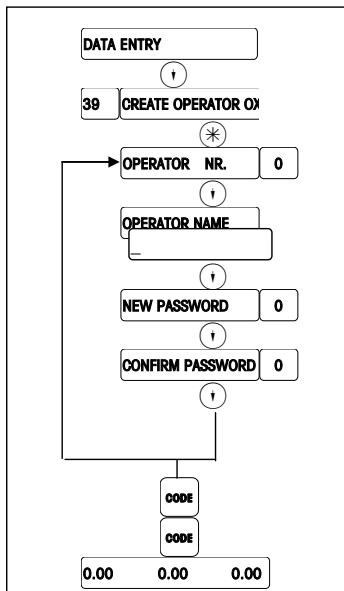 DATA ENTRY
39 CREATE OPERATOR OX
OPERATOR NR. 0
OPERATOR NAME
_
NEW PASSWORD 0
CONFIRM PASSWORD 0
CODE
CODE
0.00 0.00 0.00